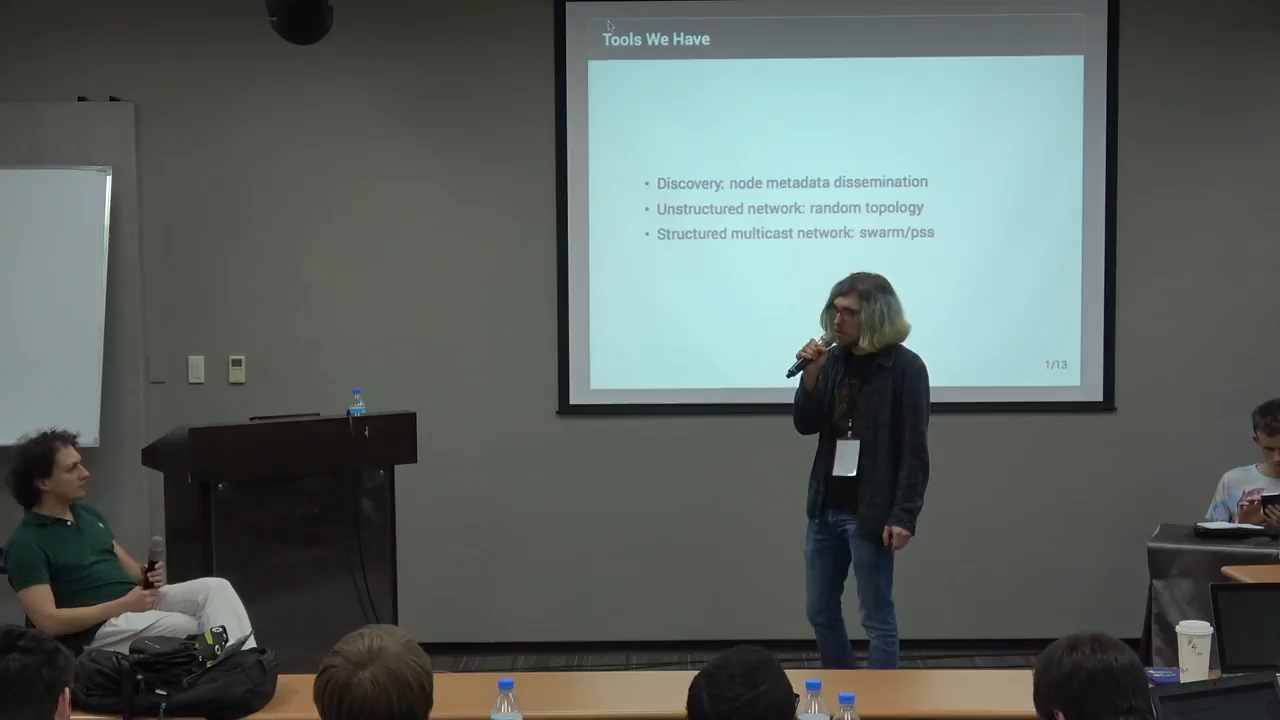 Tools We Have
• Discovery: node metadata dissemination
• Unstructured network: random topology
• Structured multicast network: swarm/pss
1/13